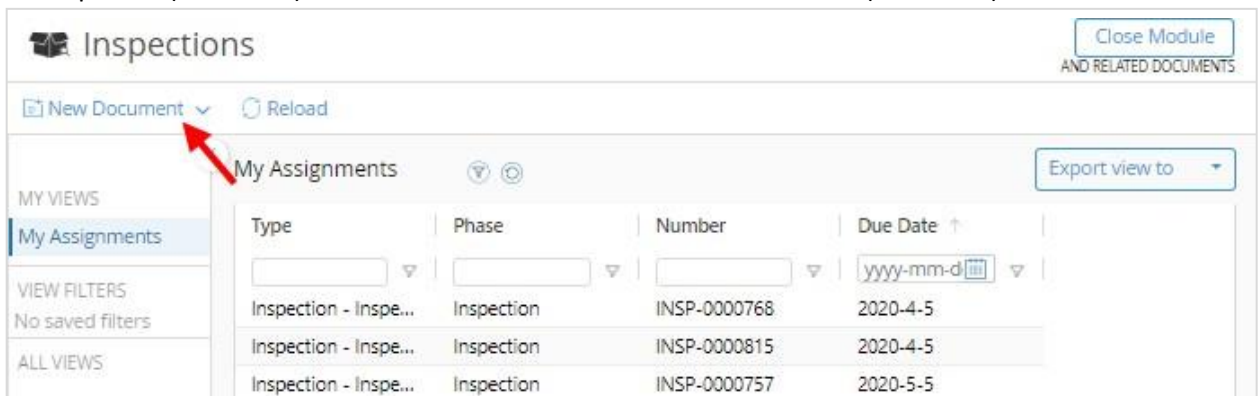 Inspections
Close Module
AND RELATED DOCUMENTS
New Document
Reload
My Assignments
Export view to
MY VIEWS
My Assignments
VIEW FILTERS
No saved filters
ALL VIEWS
Type Phase Number Due Date
yyyy-mm-d
Inspection - Inspe... Inspection INSP-0000768 2020-4-5
Inspection - Inspe... Inspection INSP-0000815 2020-4-5
Inspection - Inspe... Inspection INSP-0000757 2020-5-5